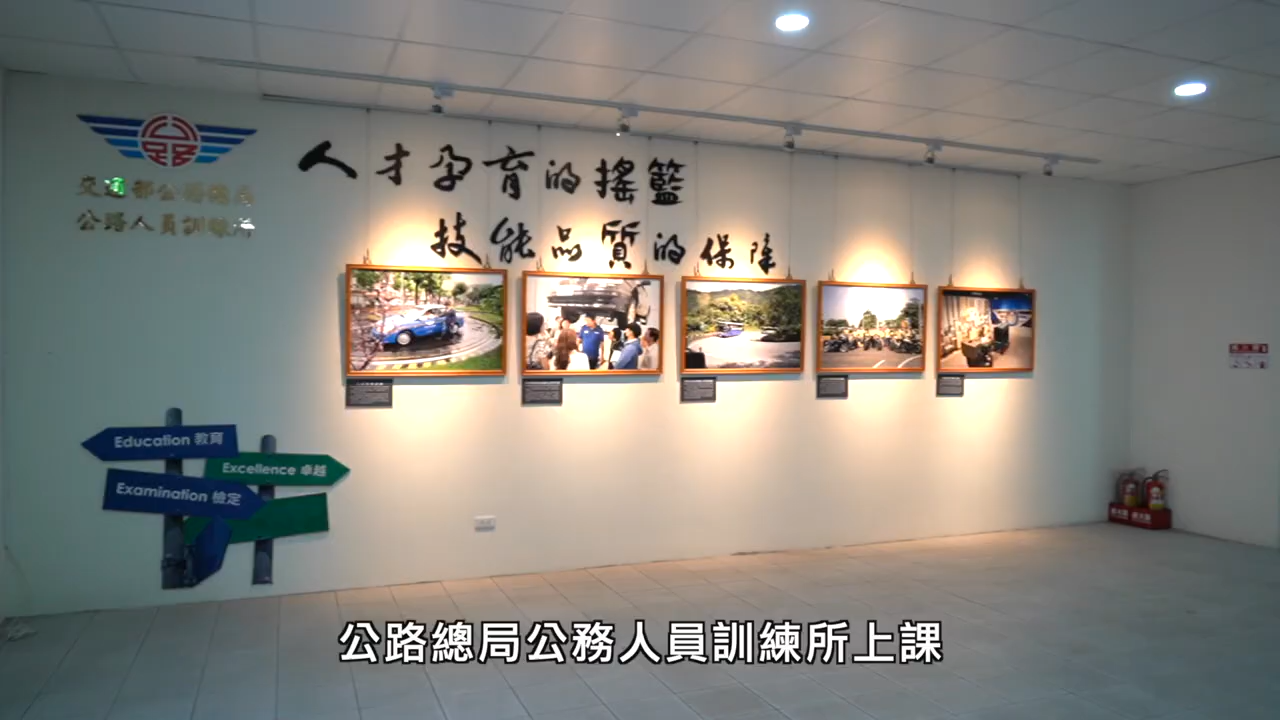 交通部公路總局
公路人員訓練所
人才孕育的搖籃
技能品質的保障
Education 教育
Excellence 卓越
Examination 檢定
公路總局公務人員訓練所上課